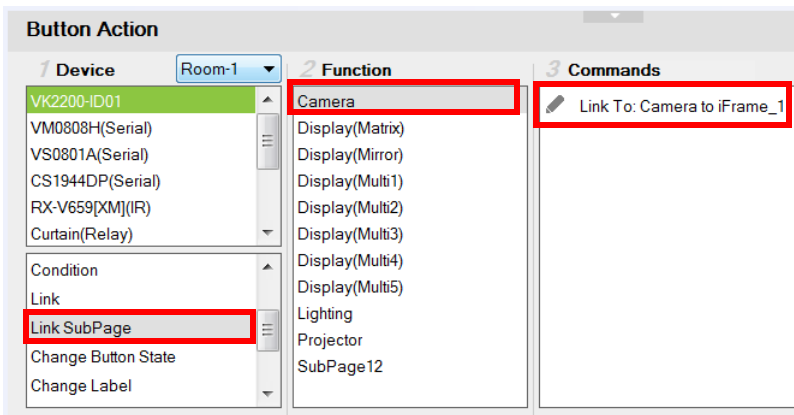 Button Action
1 Device
Room-1
VK2200-ID01
VM0808H(Serial)
VS0801A(Serial)
CS1944DP(Serial)
RX-V659[XM](IR)
Curtain(Relay)
Condition
Link
Link SubPage
Change Button State
Change Label
2 Function
Camera
Display(Matrix)
Display(Mirror)
Display(Multi1)
Display(Multi2)
Display(Multi3)
Display(Multi4)
Display(Multi5)
Lighting
Projector
SubPage12
3 Commands
Link To: Camera to iFrame_1